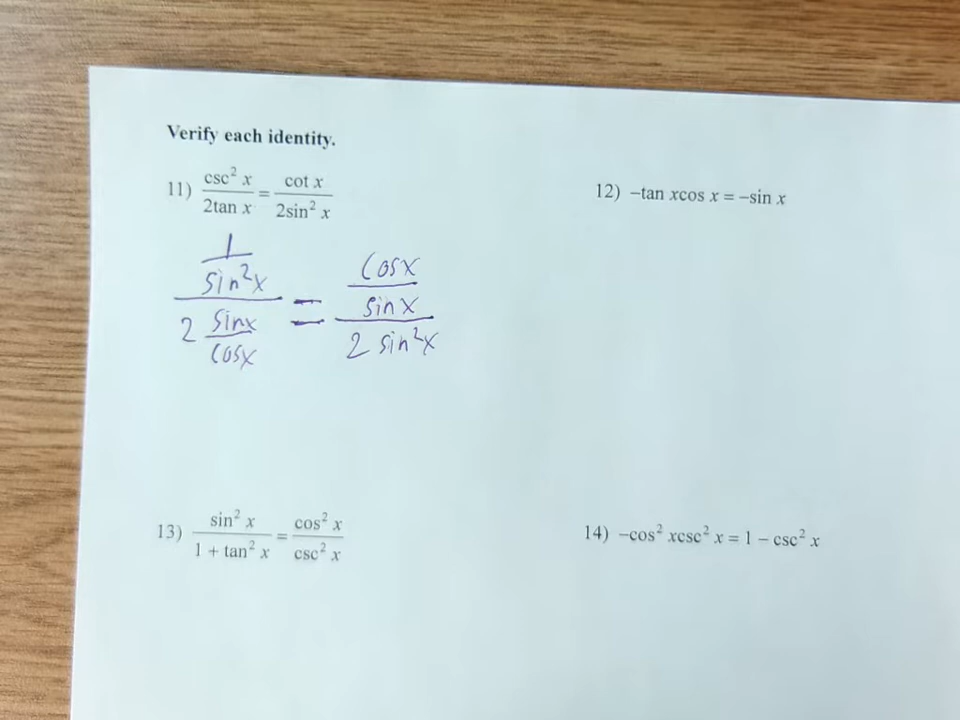 Verify each identity.
11) csc² x / 2tan x = cot x / 2sin² x
12) −tan xcos x = −sin x
1/sin²x / 2 sinx/cosx = cosx/sinx / 2 sin²x
13) sin² x / 1 + tan² x = cos² x / csc² x
14) −cos² xcsc² x = 1 − csc² x